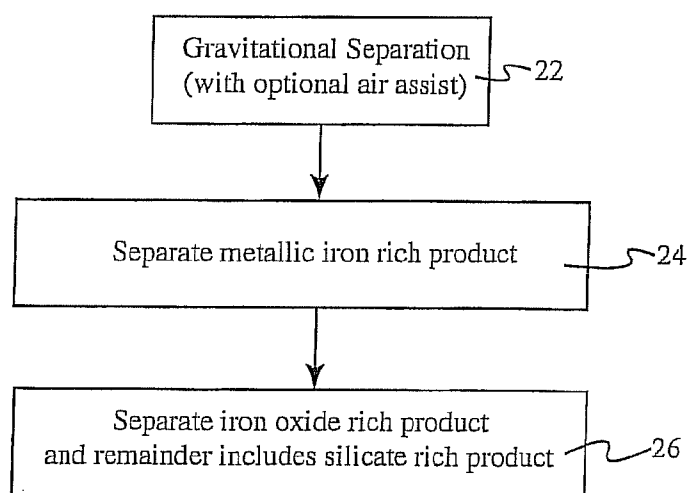 Gravitational Separation
(with optional air assist)
22
Separate metallic iron rich product
24
Separate iron oxide rich product
and remainder includes silicate rich product
26